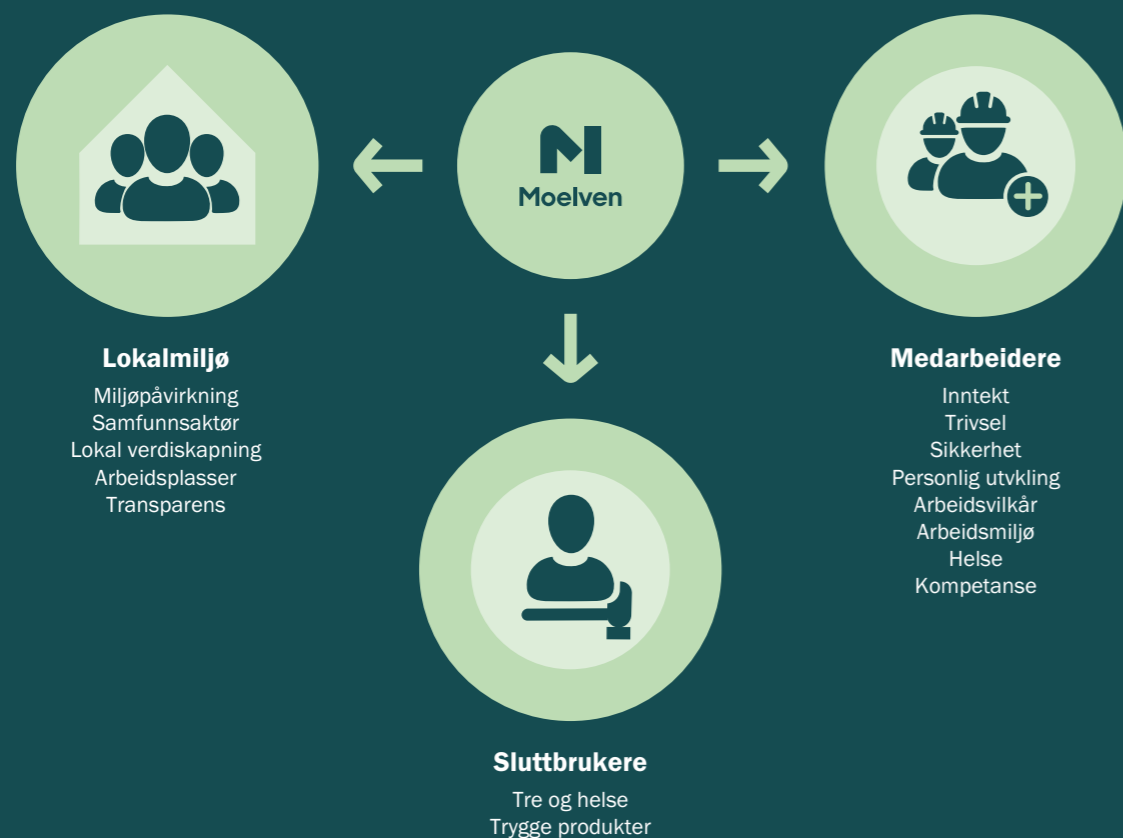 Moelven
Lokalmiljø
Miljøpåvirkning
Samfunnsaktør
Lokal verdiskapning
Arbeidsplasser
Transparens
Medarbeidere
Inntekt
Trivsel
Sikkerhet
Personlig utvkling
Arbeidsvilkår
Arbeidsmiljø
Helse
Kompetanse
Sluttbrukere
Tre og helse
Trygge produkter